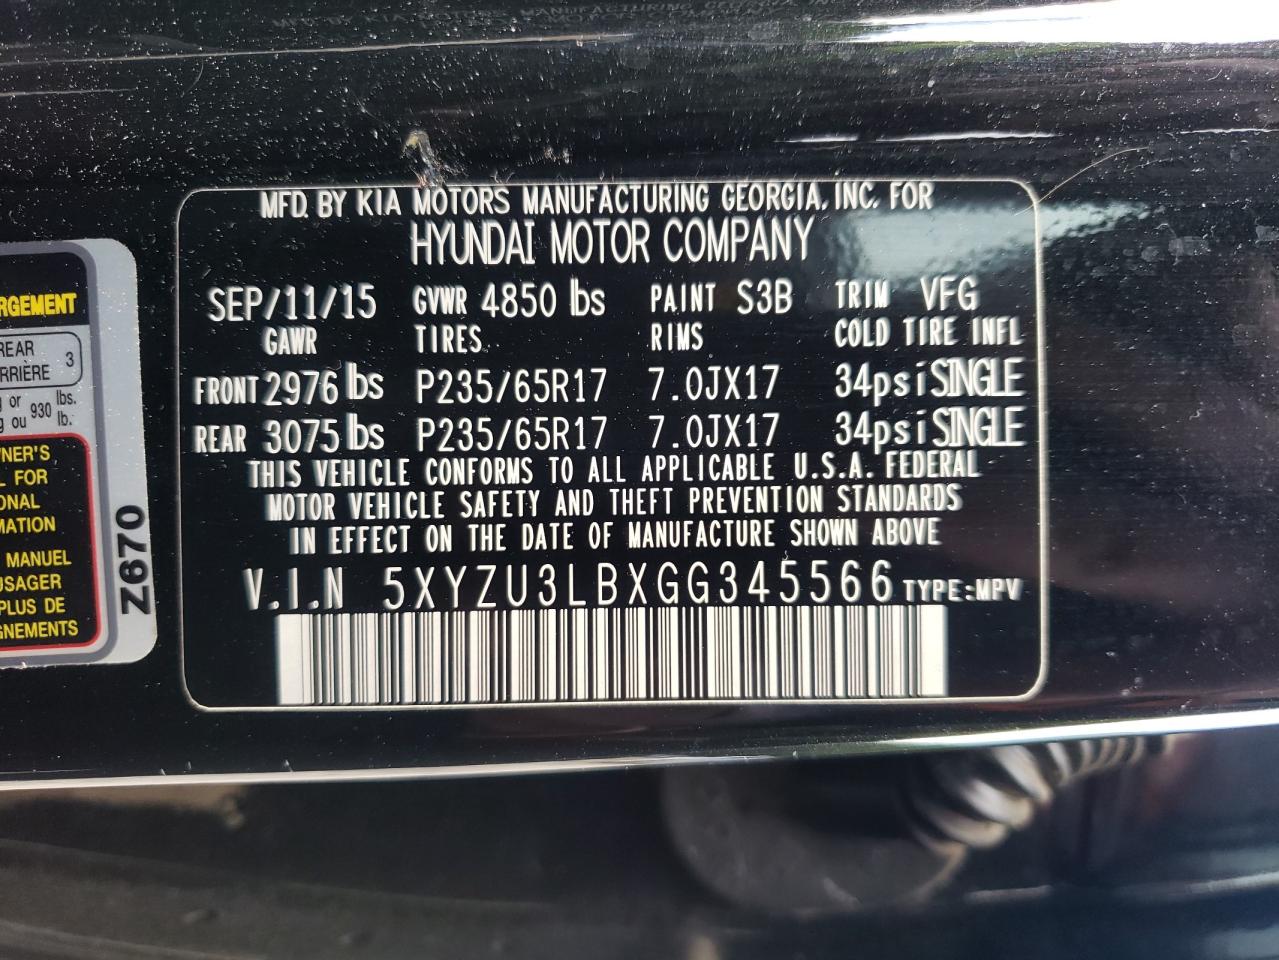 MFD. BY KIA MOTORS MANUFACTURING GEORGIA, INC. FOR
HYUNDAI MOTOR COMPANY
SEP/11/15 GVWR 4850 lbs PAINT S3B TRIM VFG
GAWR TIRES RIMS COLD TIRE INFL
FRONT 2976 lbs P235/65R17 7.0JX17 34psi SINGLE
REAR 3075 lbs P235/65R17 7.0JX17 34psi SINGLE
THIS VEHICLE CONFORMS TO ALL APPLICABLE U.S.A. FEDERAL
MOTOR VEHICLE SAFETY AND THEFT PREVENTION STANDARDS
IN EFFECT ON THE DATE OF MANUFACTURE SHOWN ABOVE
V.I.N 5XYZU3LBXGG345566 TYPE:MPV
RGEMENT
REAR 3
RRIÈRE
g or 930 lbs.
g ou lb.
NER'S
L FOR
ONAL
MATION
MANUEL
USAGER
PLUS DE
GNEMENTS
Z670